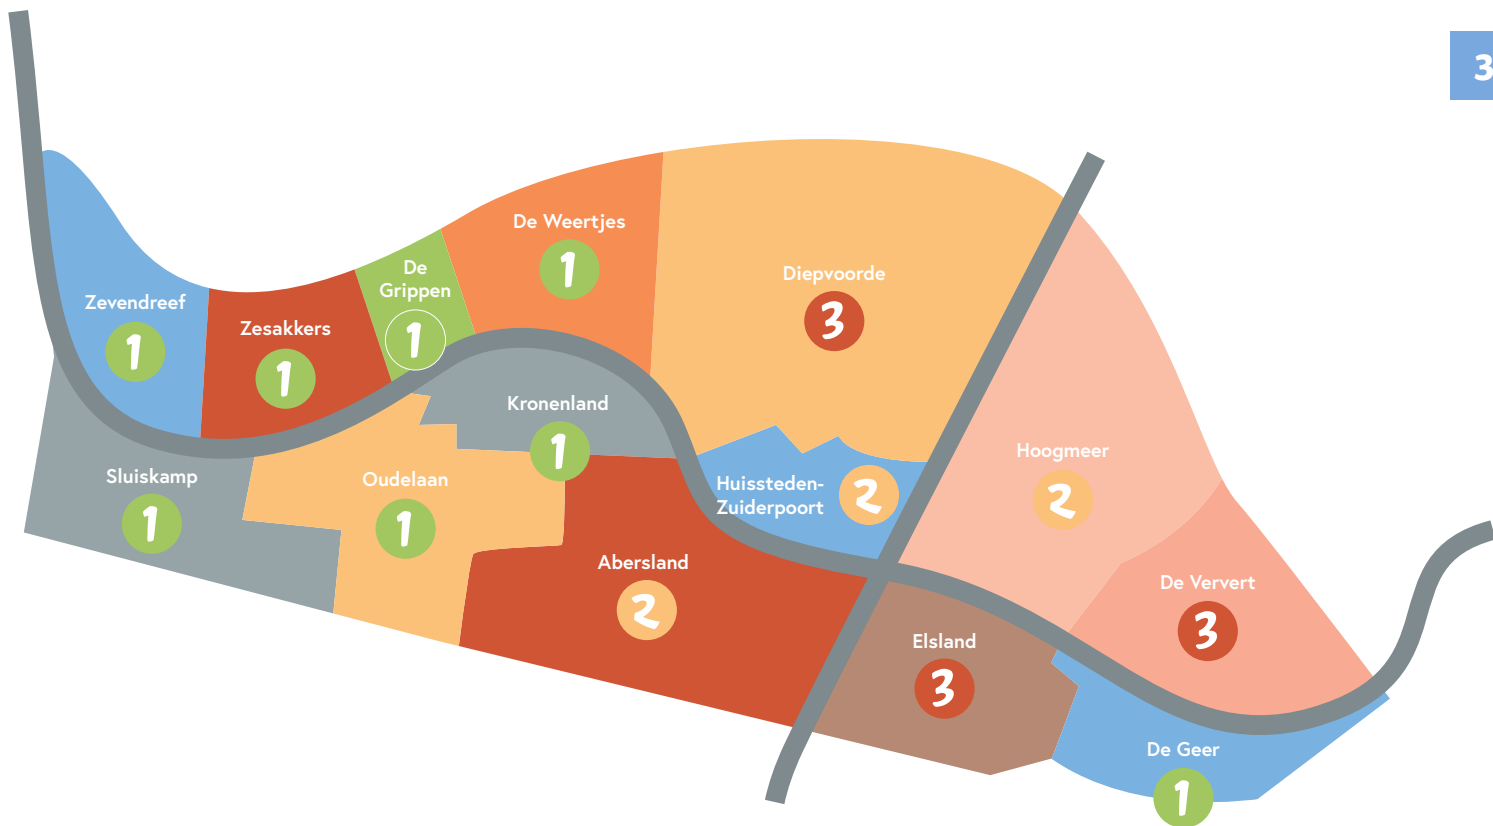 3
De Weertjes
1
De
Grippen
1
Diepvoorde
3
Zevendreef
1
Zesakkers
1
Kronenland
1
Hoogmeer
2
Sluiskamp
1
Oudelaan
1
Huissteden-
Zuiderpoort
2
Abersland
2
De Ververt
3
Elsland
3
De Geer
1